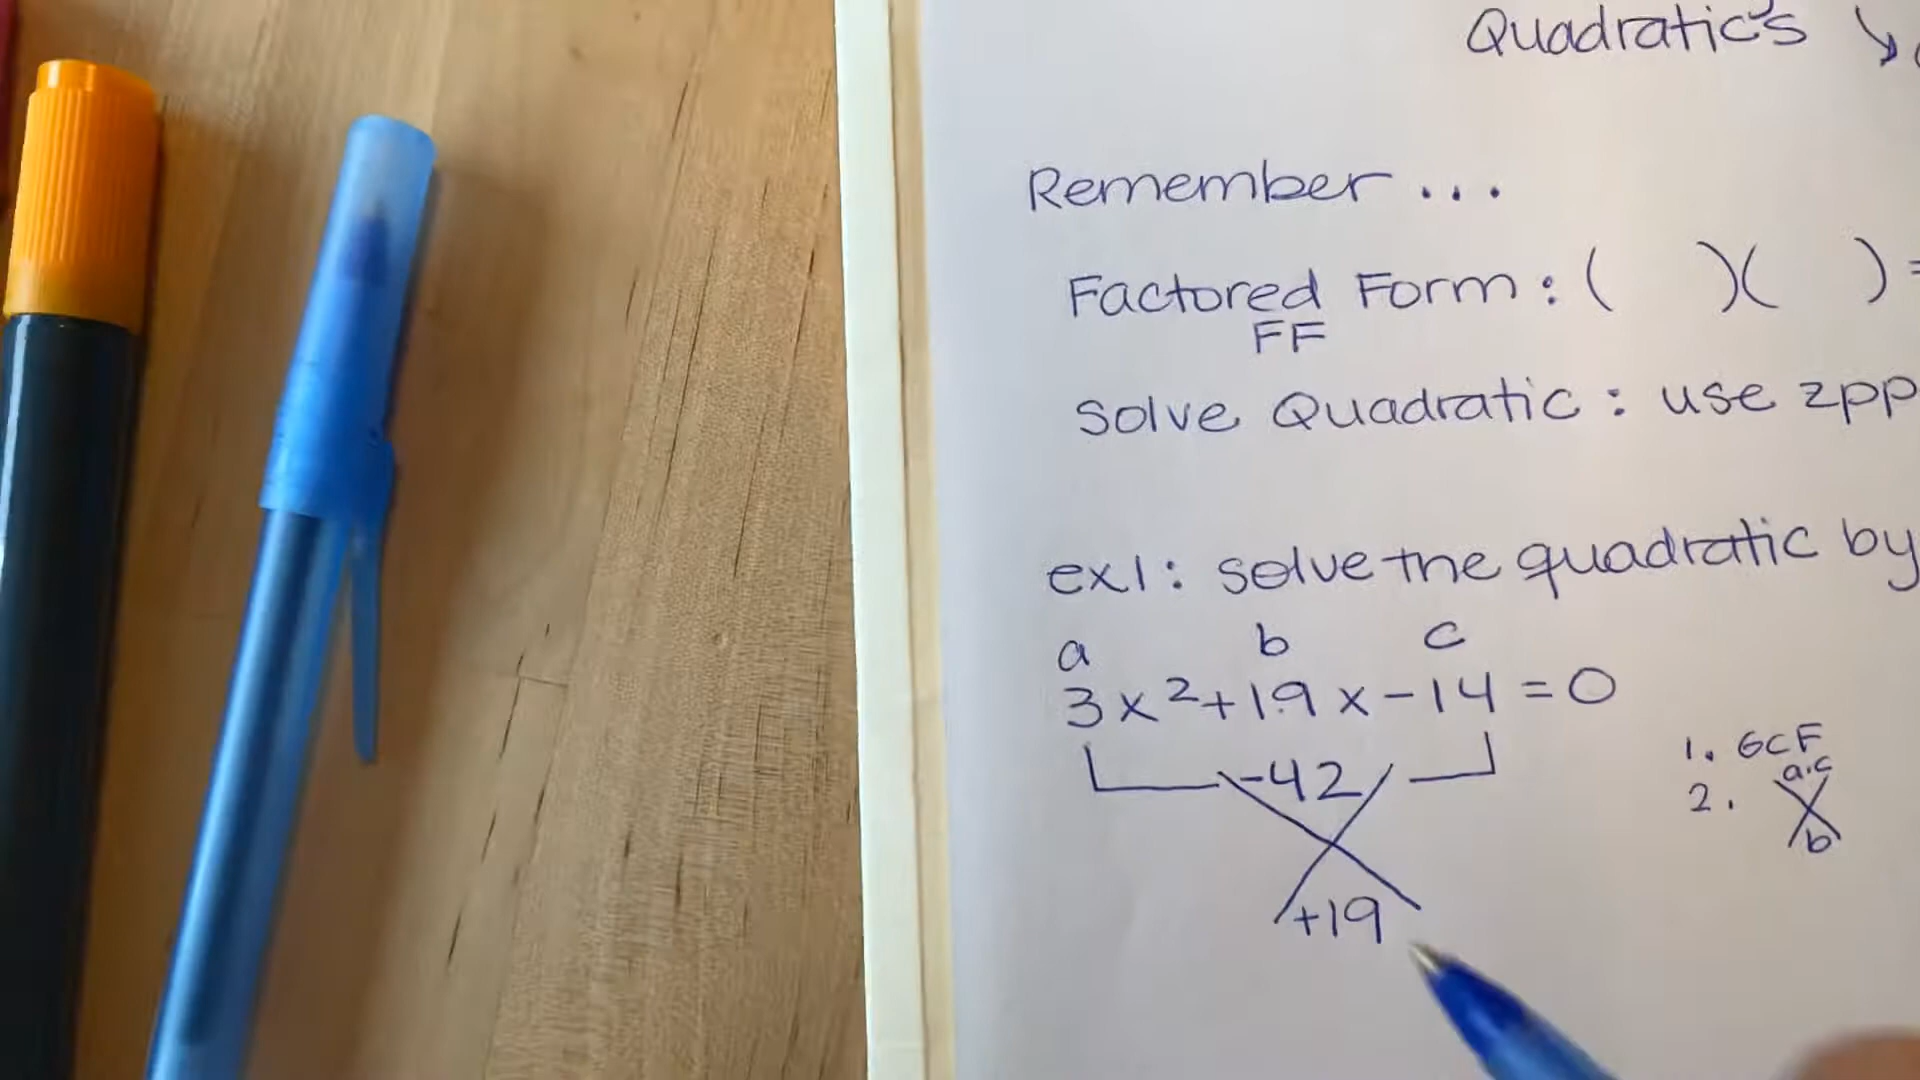 Quadratic's ↘
Remember ...
Factored Form : ( )( ) =
FF
Solve Quadratic : use zpp
ex1: solve the quadratic by
a b c
3x²+19x-14=0
-42
+19
1. GCF
2. a.c
b